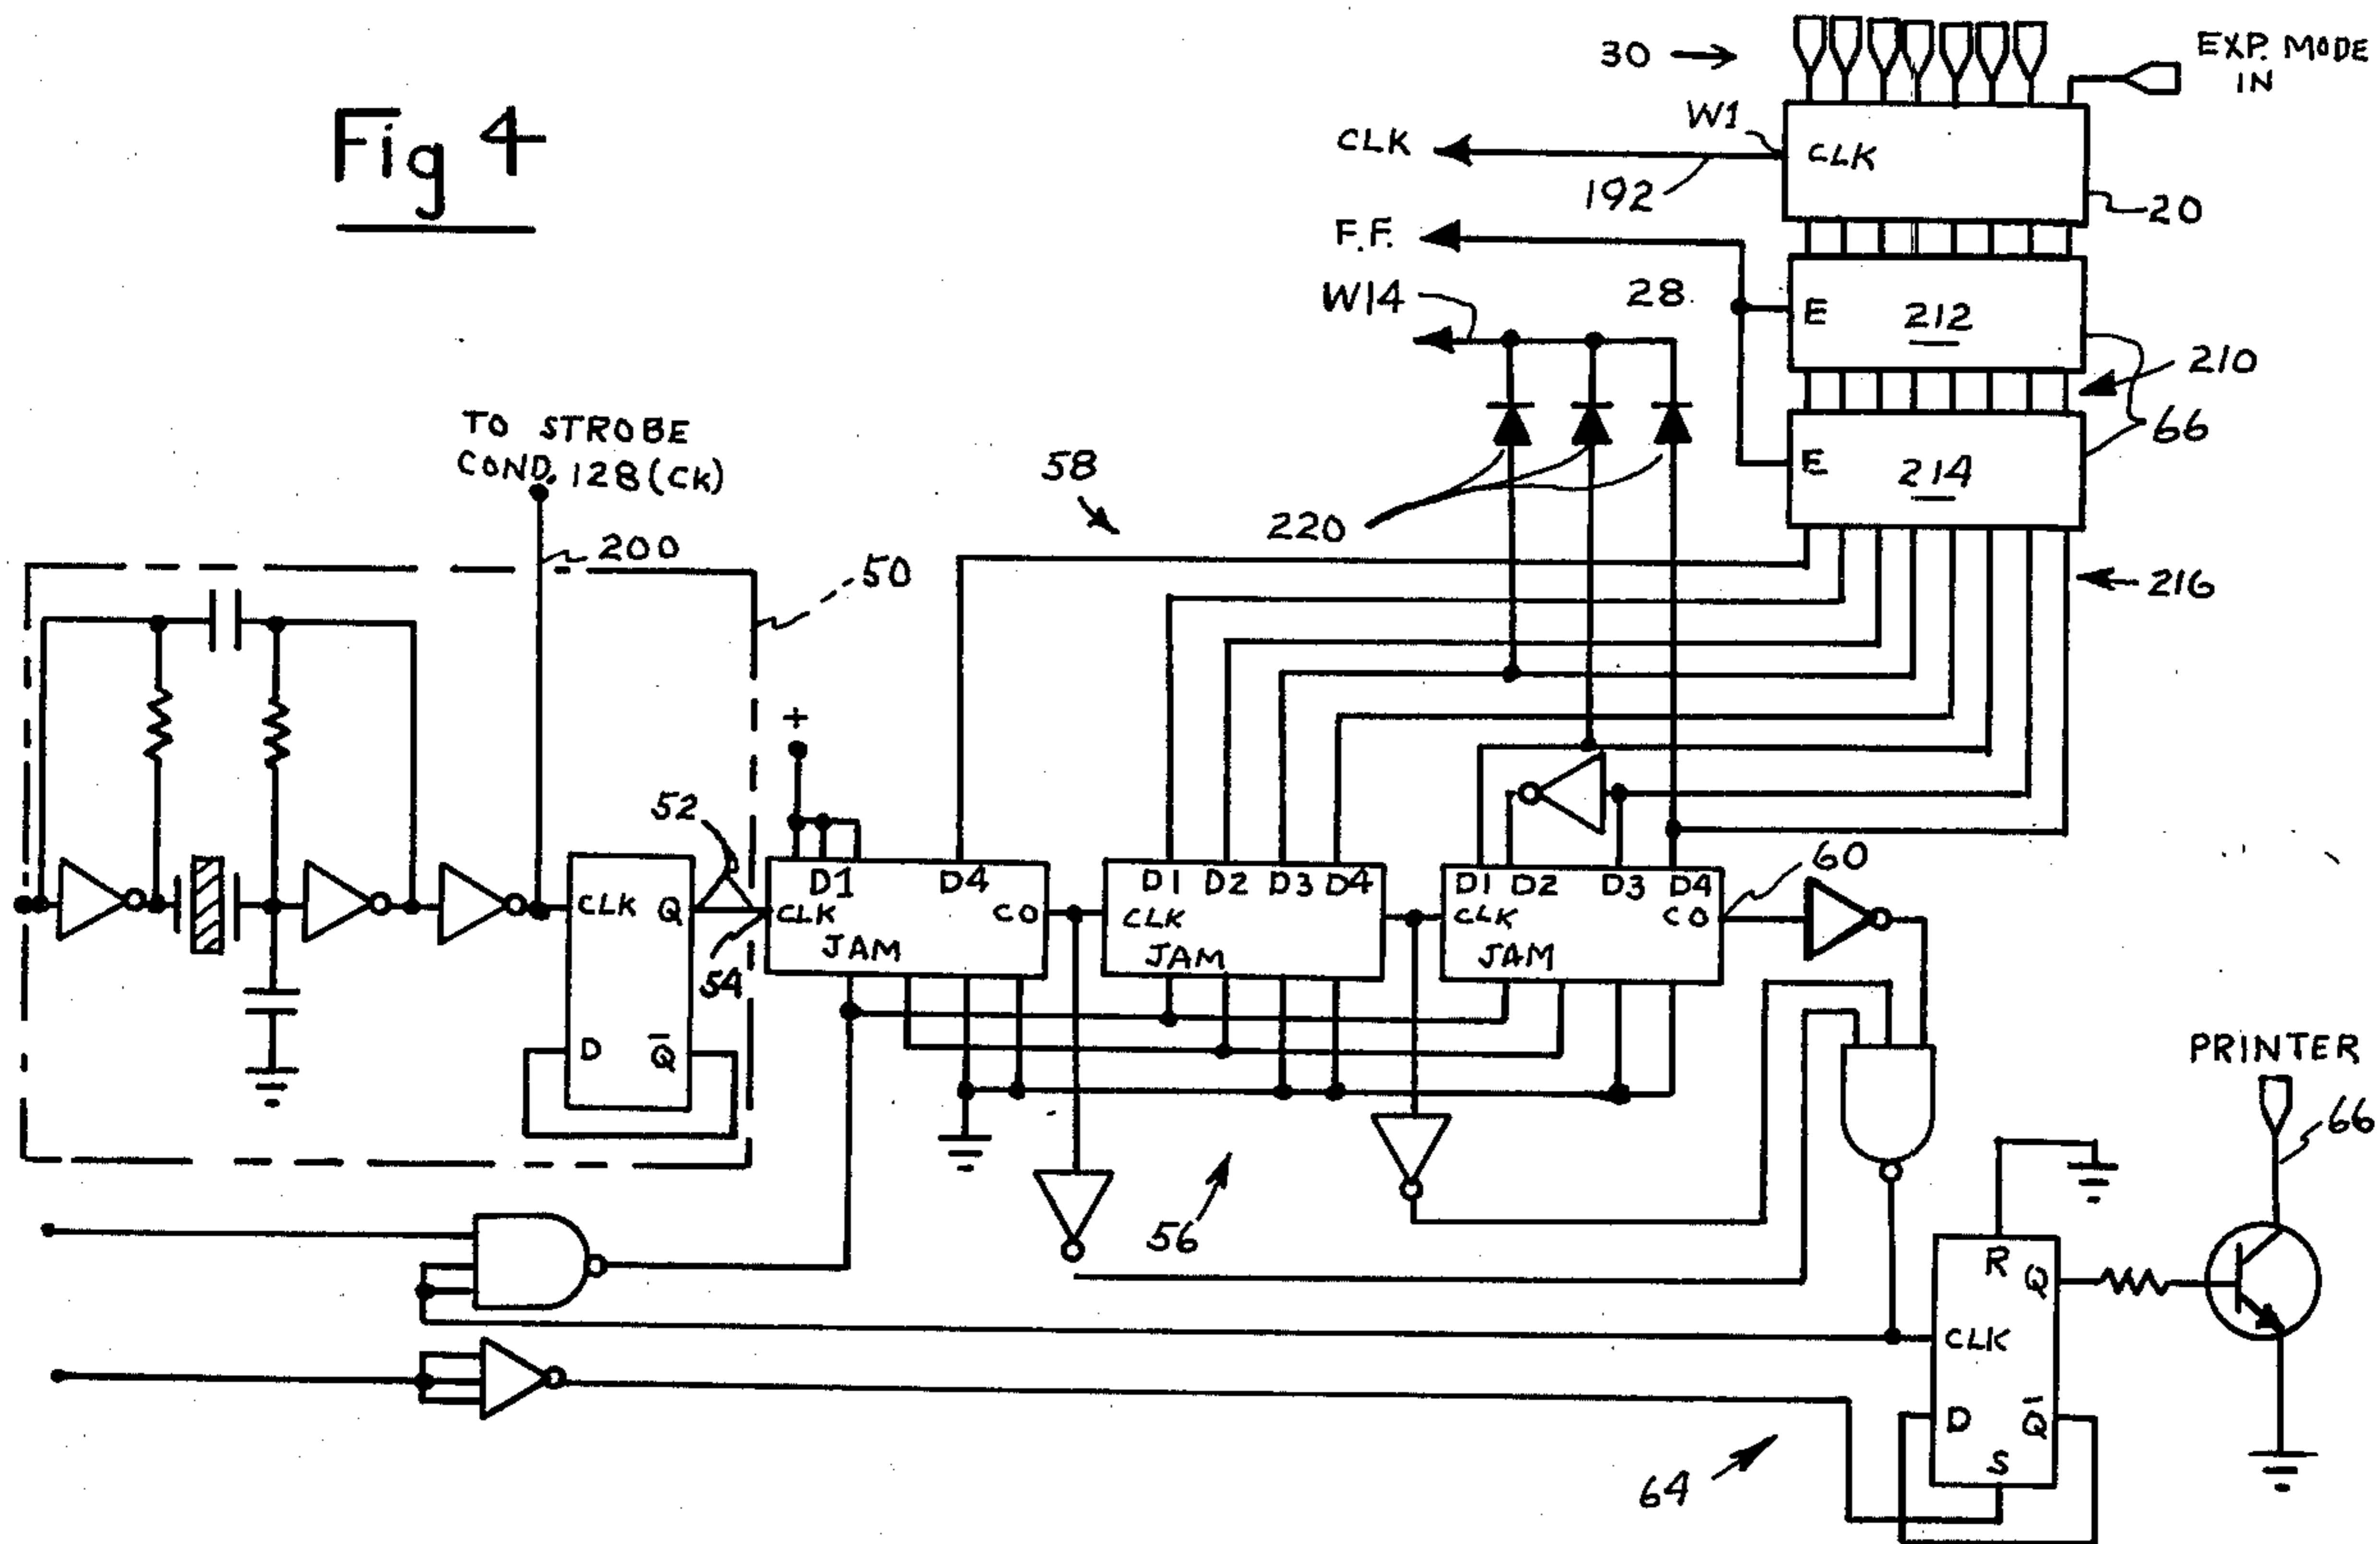 Fig 4
30
EXP. MODE
IN
W1
CLK
CLK
192
20
F.F.
W14
28
E
212
210
66
E
214
TO STROBE
COND. 128 (CK)
58
220
200
50
216
+
52
60
CLK Q
D1 D4
CLK CO
JAM
54
D1 D2 D3 D4
CLK
JAM
D1 D2 D3 D4
CLK CO
JAM
D Q
PRINTER
66
56
R Q
CLK
D Q
S
64